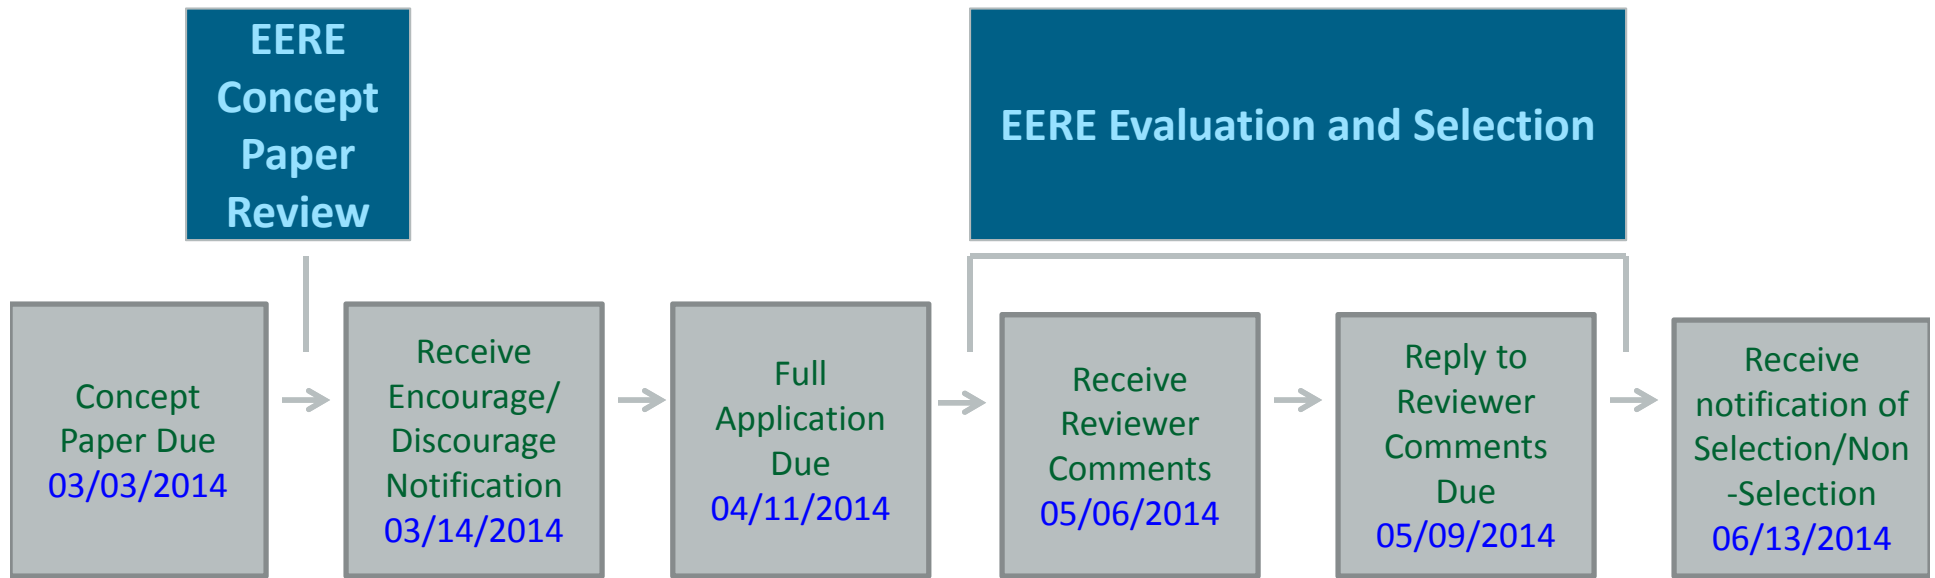 EERE
Concept
Paper
Review
EERE Evaluation and Selection
Concept
Paper Due
03/03/2014
Receive
Encourage/
Discourage
Notification
03/14/2014
Full
Application
Due
04/11/2014
Receive
Reviewer
Comments
05/06/2014
Reply to
Reviewer
Comments
Due
05/09/2014
Receive
notification of
Selection/Non
-Selection
06/13/2014